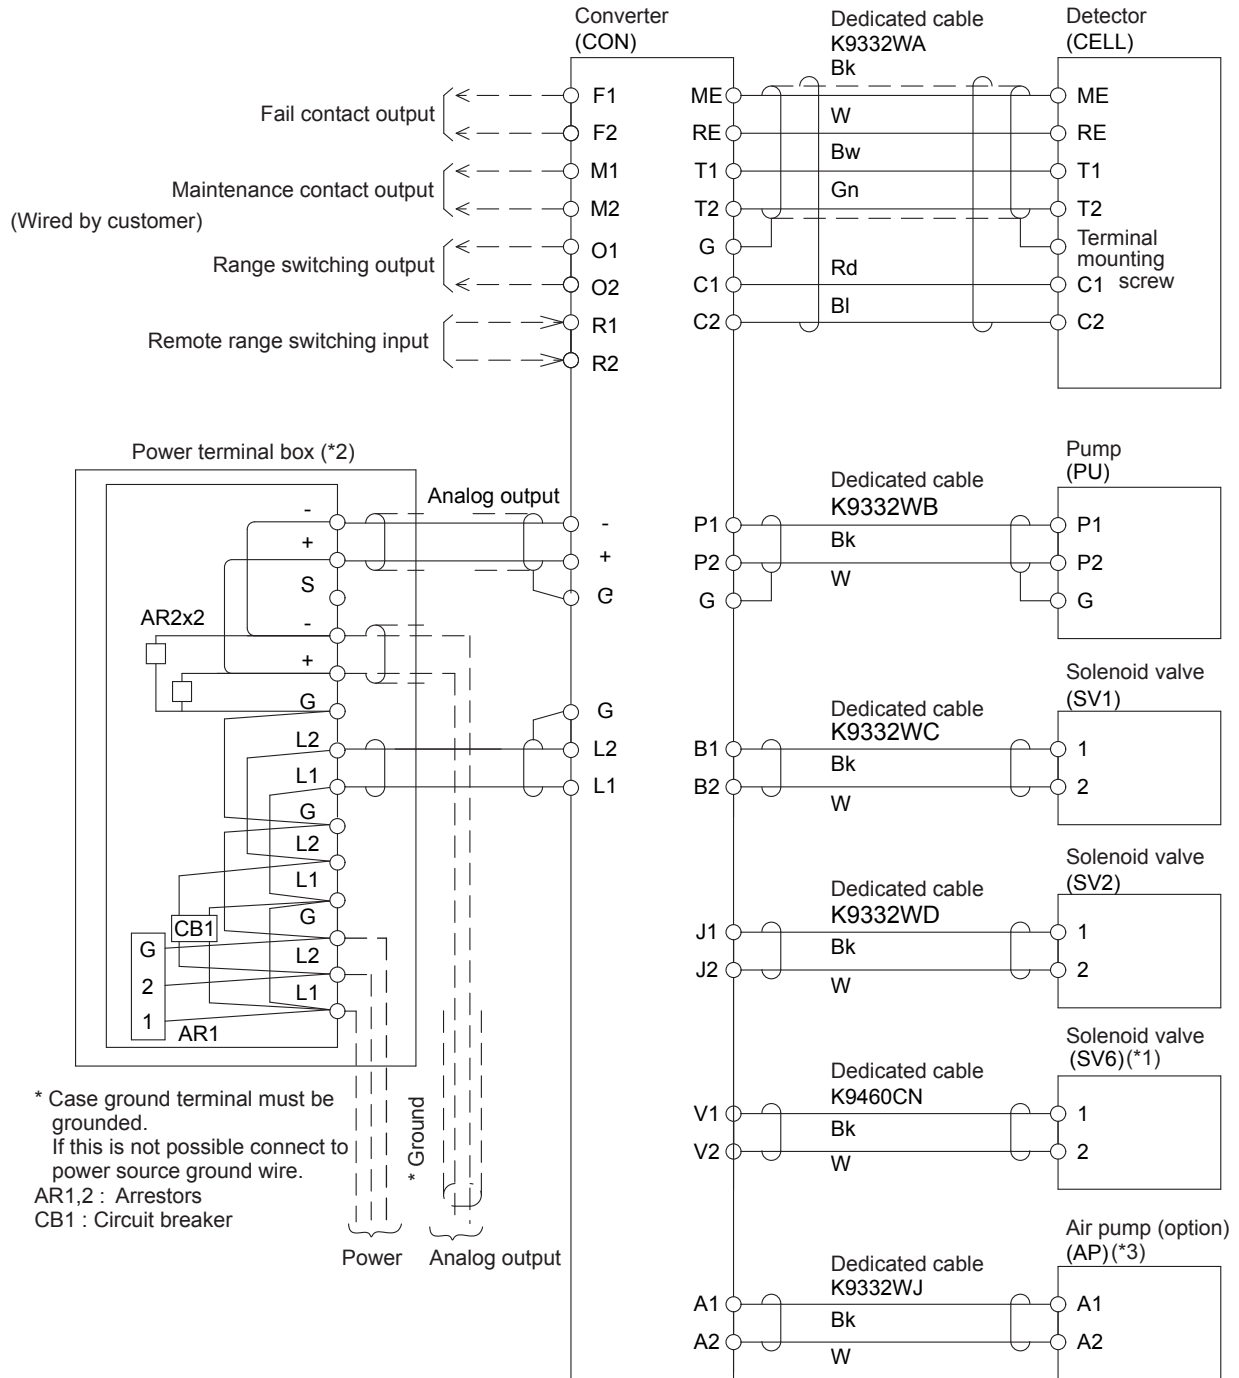 Converter
(CON)
Dedicated cable
K9332WA
Detector
(CELL)
Fail contact output
F1
F2
Maintenance contact output
M1
M2
(Wired by customer)
Range switching output
O1
O2
Remote range switching input
R1
R2
ME
RE
T1
T2
G
C1
C2
Bk
W
Bw
Gn
Rd
Bl
ME
RE
T1
T2
Terminal
mounting
screw
C1
C2
Power terminal box (*2)
Analog output
-
+
S
-
+
G
L2
L1
G
L2
L1
G
L2
L1
AR2x2
CB1
G
2
1
AR1
-
+
G
G
L2
L1
Dedicated cable
K9332WB
Pump
(PU)
P1
P2
G
Bk
W
P1
P2
G
Dedicated cable
K9332WC
Solenoid valve
(SV1)
B1
B2
Bk
W
1
2
Dedicated cable
K9332WD
Solenoid valve
(SV2)
J1
J2
Bk
W
1
2
Dedicated cable
K9460CN
Solenoid valve
(SV6)(*1)
V1
V2
Bk
W
1
2
Dedicated cable
K9332WJ
Air pump (option)
(AP)(*3)
A1
A2
Bk
W
A1
A2
* Case ground terminal must be
grounded.
If this is not possible connect to
power source ground wire.
AR1,2 : Arrestors
CB1 : Circuit breaker
* Ground
Power
Analog output